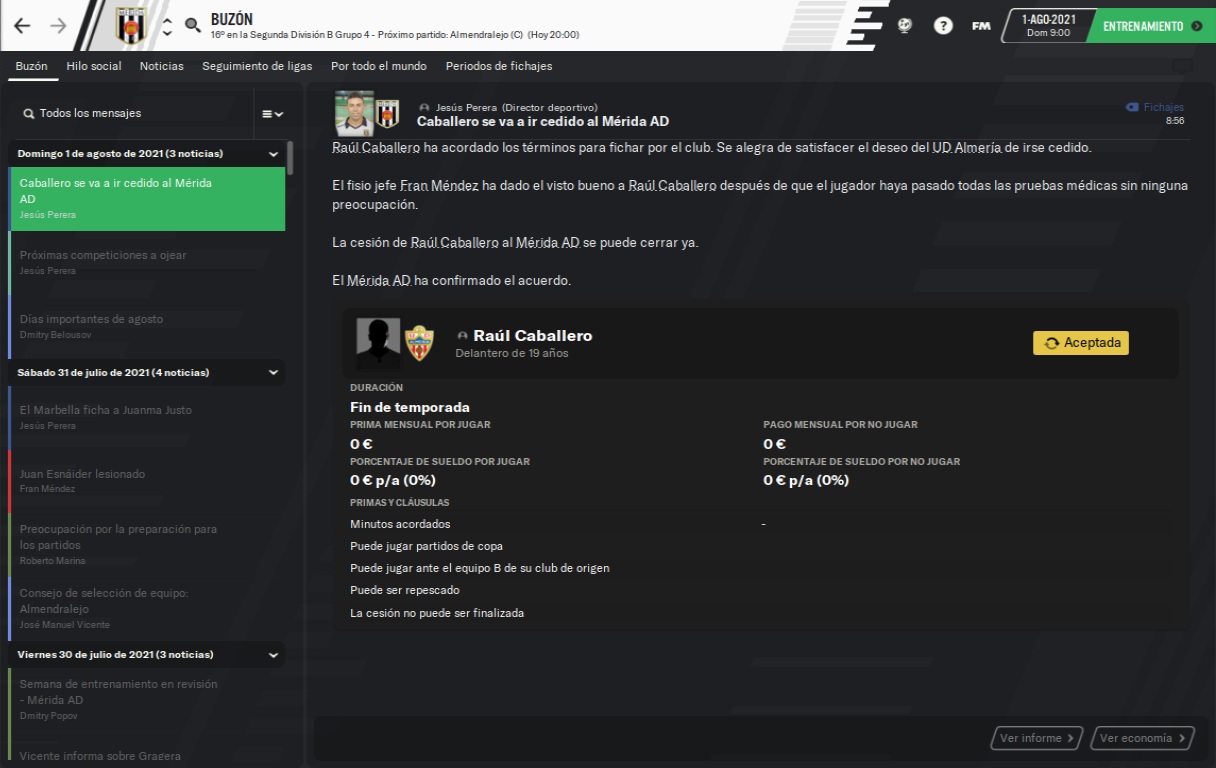 BUZÓN
16º en la Segunda División B Grupo 4 - Próximo partido: Almendralejo (C) (Hoy 20:00)
?
FM
1-AGO-2021
Dom 9:00
ENTRENAMIENTO
Buzón Hilo social Noticias Seguimiento de ligas Por todo el mundo Periodos de fichajes
Todos los mensajes
Domingo 1 de agosto de 2021 (3 noticias)
Caballero se va a ir cedido al Mérida
AD
Jesús Perera
Próximas competiciones a ojear
Jesús Perera
Días importantes de agosto
Dmitry Belousov
Sábado 31 de julio de 2021 (4 noticias)
El Marbella ficha a Juanma Justo
Jesús Perera
Juan Esnáider lesionado
Fran Méndez
Preocupación por la preparación para
los partidos
Roberto Marina
Consejo de selección de equipo:
Almendralejo
José Manuel Vicente
Viernes 30 de julio de 2021 (3 noticias)
Semana de entrenamiento en revisión
- Mérida AD
Dmitry Popov
Vicente informa sobre Gragera
Jesús Perera (Director deportivo)
Caballero se va a ir cedido al Mérida AD
Fichajes
8:56
Raúl Caballero ha acordado los términos para fichar por el club. Se alegra de satisfacer el deseo del UD Almería de irse cedido.
El fisio jefe Fran Méndez ha dado el visto bueno a Raúl Caballero después de que el jugador haya pasado todas las pruebas médicas sin ninguna
preocupación.
La cesión de Raúl Caballero al Mérida AD se puede cerrar ya.
El Mérida AD ha confirmado el acuerdo.
Raúl Caballero
Delantero de 19 años
Aceptada
DURACIÓN
Fin de temporada
PRIMA MENSUAL POR JUGAR PAGO MENSUAL POR NO JUGAR
0 € 0 €
PORCENTAJE DE SUELDO POR JUGAR PORCENTAJE DE SUELDO POR NO JUGAR
0 € p/a (0%) 0 € p/a (0%)
PRIMAS Y CLÁUSULAS
Minutos acordados -
Puede jugar partidos de copa
Puede jugar ante el equipo B de su club de origen
Puede ser repescado
La cesión no puede ser finalizada
Ver informe Ver economía